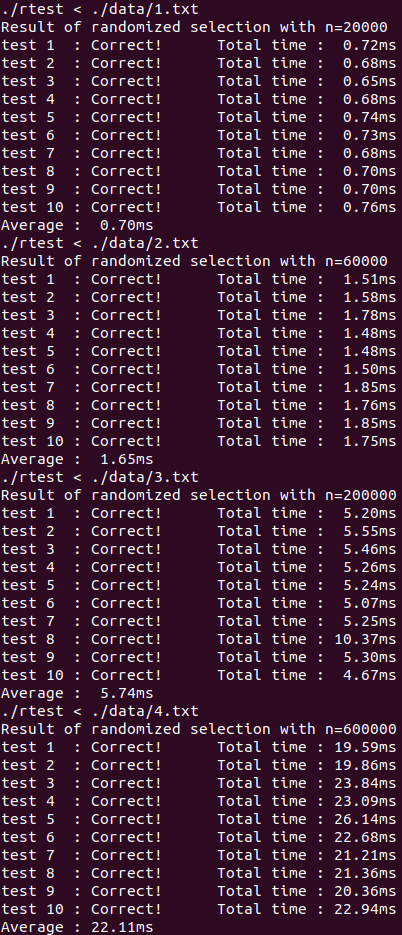 ./rtest < ./data/1.txt
Result of randomized selection with n=20000
test 1  : Correct!      Total time :  0.72ms
test 2  : Correct!      Total time :  0.68ms
test 3  : Correct!      Total time :  0.65ms
test 4  : Correct!      Total time :  0.68ms
test 5  : Correct!      Total time :  0.74ms
test 6  : Correct!      Total time :  0.73ms
test 7  : Correct!      Total time :  0.68ms
test 8  : Correct!      Total time :  0.70ms
test 9  : Correct!      Total time :  0.70ms
test 10 : Correct!      Total time :  0.76ms
Average :  0.70ms
./rtest < ./data/2.txt
Result of randomized selection with n=60000
test 1  : Correct!      Total time :  1.51ms
test 2  : Correct!      Total time :  1.58ms
test 3  : Correct!      Total time :  1.78ms
test 4  : Correct!      Total time :  1.48ms
test 5  : Correct!      Total time :  1.48ms
test 6  : Correct!      Total time :  1.50ms
test 7  : Correct!      Total time :  1.85ms
test 8  : Correct!      Total time :  1.76ms
test 9  : Correct!      Total time :  1.85ms
test 10 : Correct!      Total time :  1.75ms
Average :  1.65ms
./rtest < ./data/3.txt
Result of randomized selection with n=200000
test 1  : Correct!      Total time :  5.20ms
test 2  : Correct!      Total time :  5.55ms
test 3  : Correct!      Total time :  5.46ms
test 4  : Correct!      Total time :  5.26ms
test 5  : Correct!      Total time :  5.24ms
test 6  : Correct!      Total time :  5.07ms
test 7  : Correct!      Total time :  5.25ms
test 8  : Correct!      Total time : 10.37ms
test 9  : Correct!      Total time :  5.30ms
test 10 : Correct!      Total time :  4.67ms
Average :  5.74ms
./rtest < ./data/4.txt
Result of randomized selection with n=600000
test 1  : Correct!      Total time : 19.59ms
test 2  : Correct!      Total time : 19.86ms
test 3  : Correct!      Total time : 23.84ms
test 4  : Correct!      Total time : 23.09ms
test 5  : Correct!      Total time : 26.14ms
test 6  : Correct!      Total time : 22.68ms
test 7  : Correct!      Total time : 21.21ms
test 8  : Correct!      Total time : 21.36ms
test 9  : Correct!      Total time : 20.36ms
test 10 : Correct!      Total time : 22.94ms
Average : 22.11ms